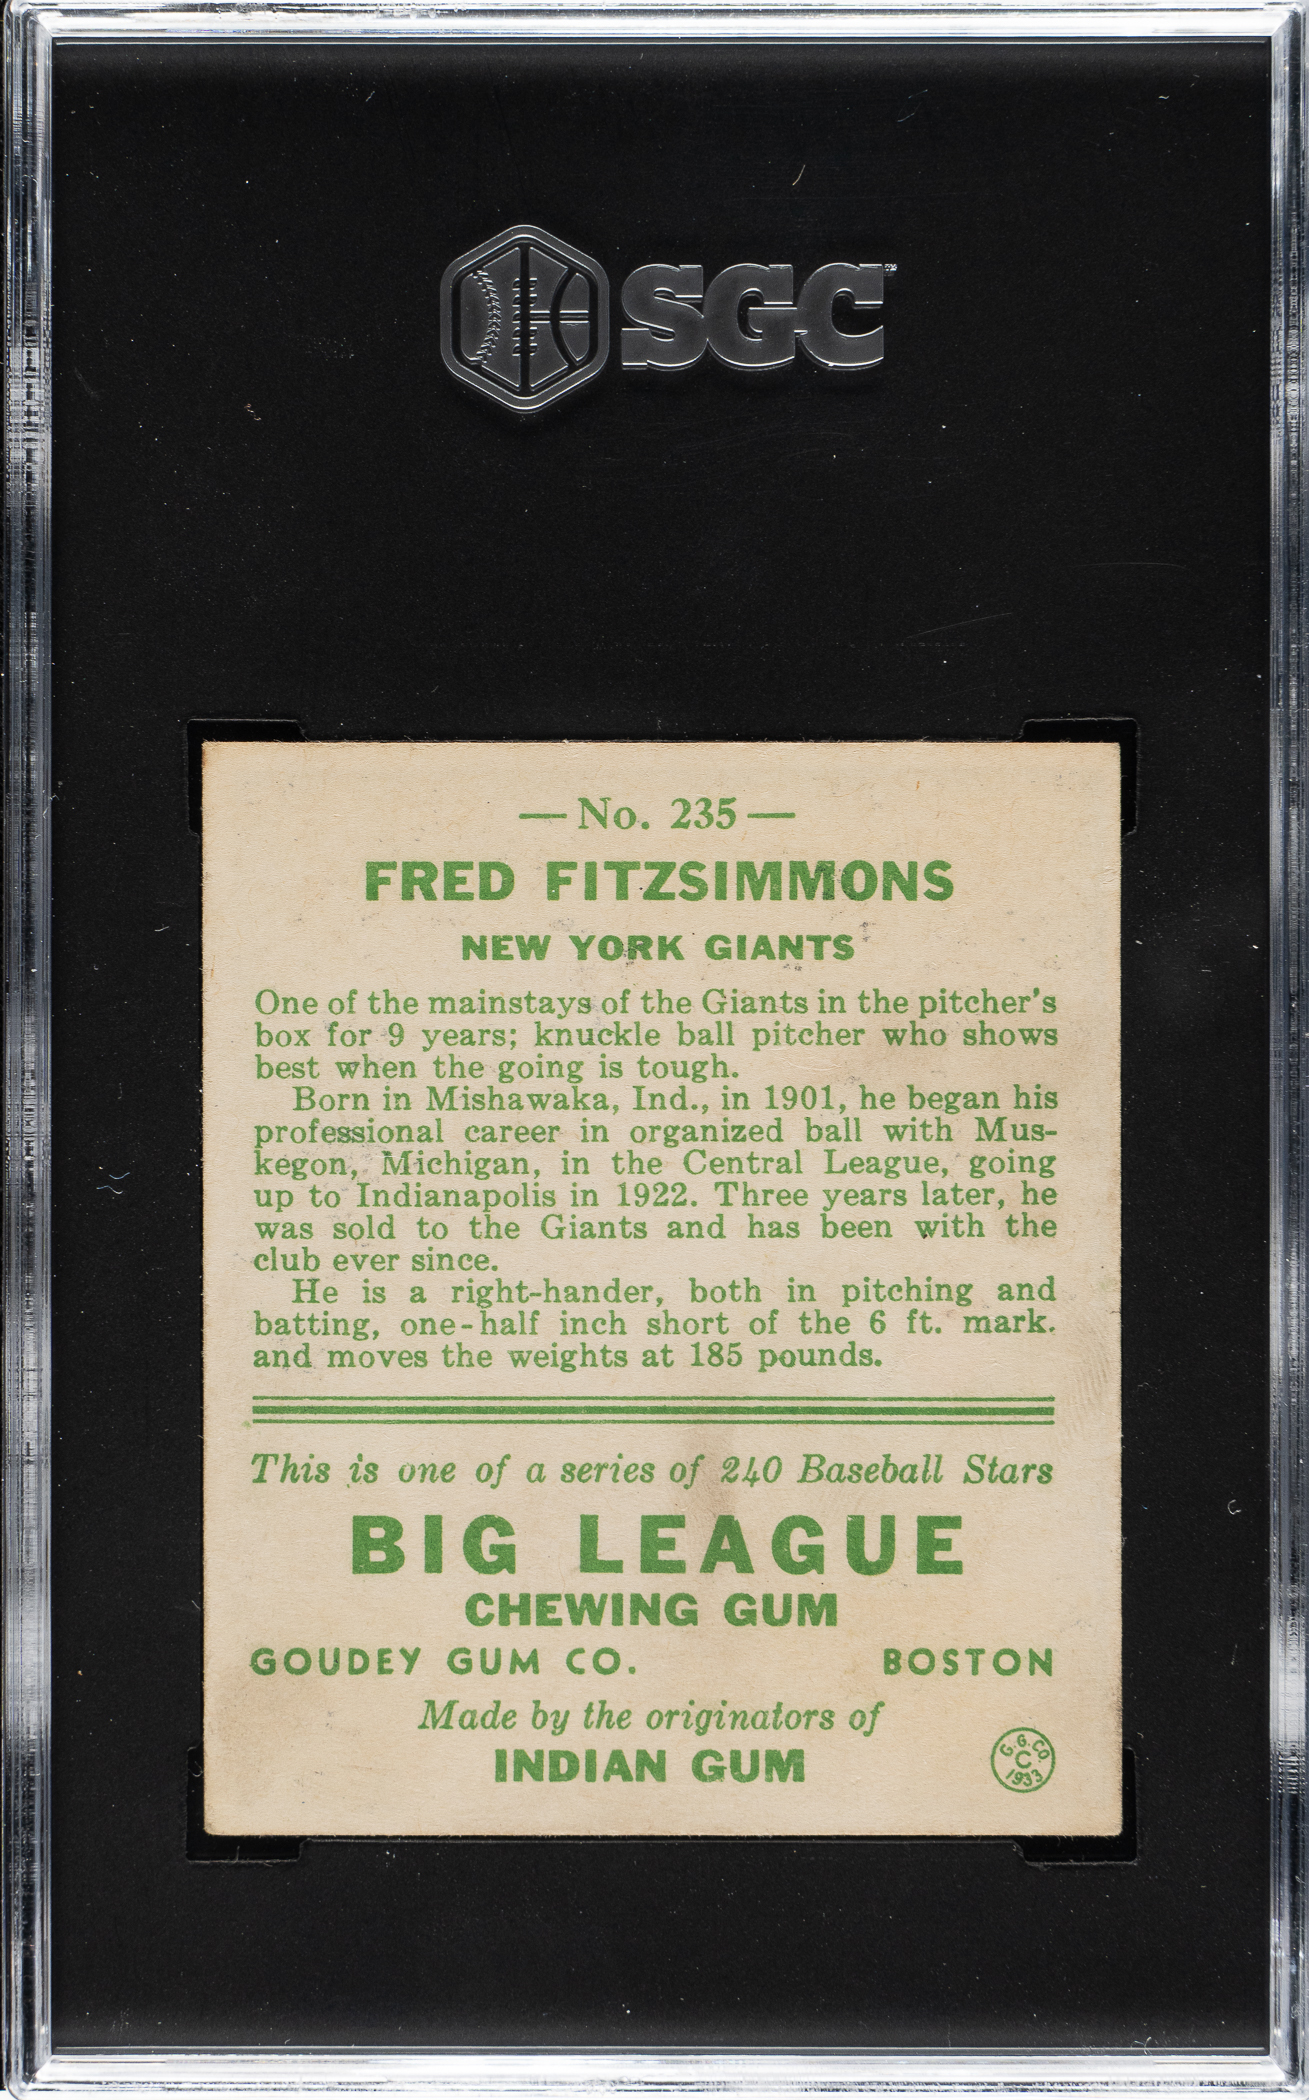 SGC™
—No. 235—
FRED FITZSIMMONS
NEW YORK GIANTS
One of the mainstays of the Giants in the pitcher's
box for 9 years; knuckle ball pitcher who shows
best when the going is tough.
Born in Mishawaka, Ind., in 1901, he began his
professional career in organized ball with Mus-
kegon, Michigan, in the Central League, going
up to Indianapolis in 1922. Three years later, he
was sold to the Giants and has been with the
club ever since.
He is a right-hander, both in pitching and
batting, one-half inch short of the 6 ft. mark.
and moves the weights at 185 pounds.
This is one of a series of 240 Baseball Stars
BIG LEAGUE
CHEWING GUM
GOUDEY GUM CO. BOSTON
Made by the originators of
INDIAN GUM
G.G.Co.
C
1933